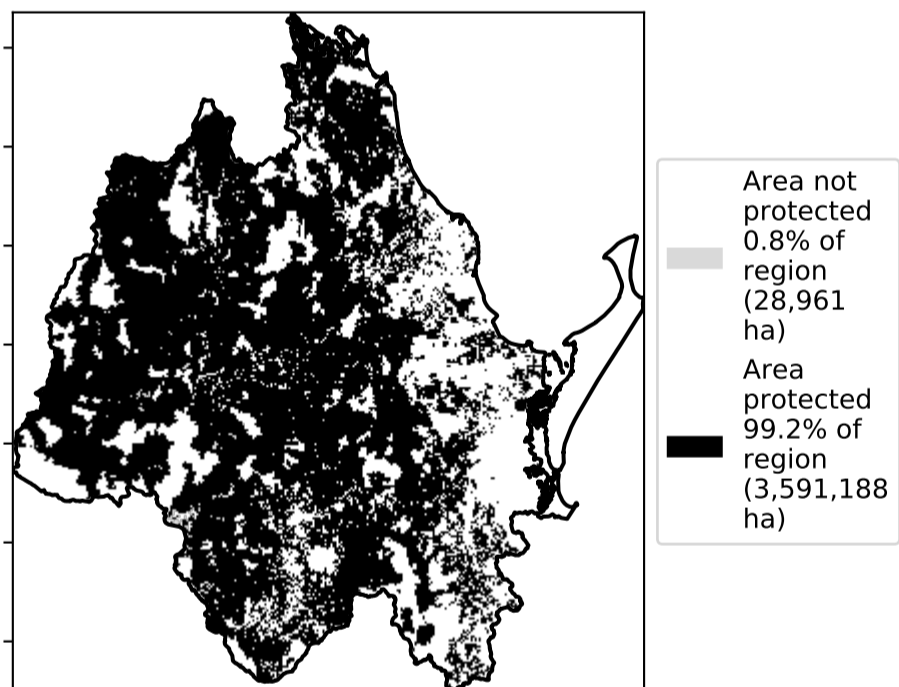 Area not
protected
0.8% of
region
(28,961
ha)
Area
protected
99.2% of
region
(3,591,188
ha)